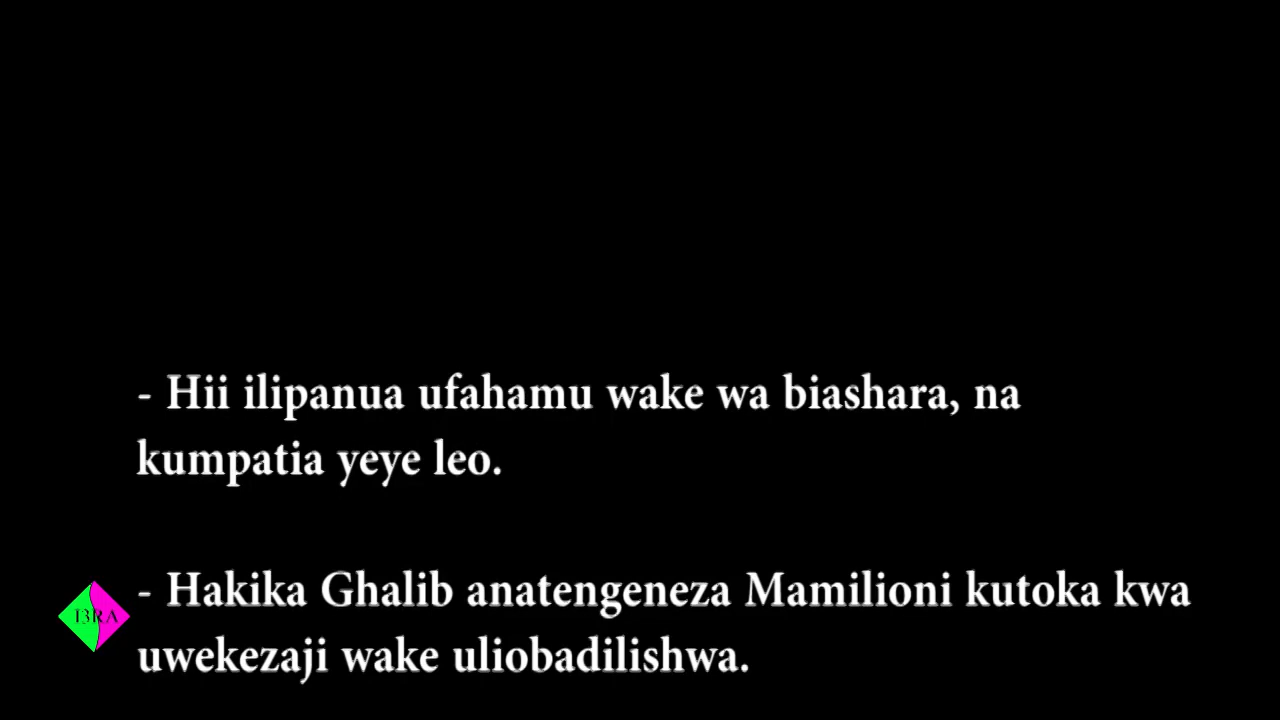 - Hii ilipanua ufahamu wake wa biashara, na
kumpatia yeye leo.
- Hakika Ghalib anatengeneza Mamilioni kutoka kwa
uwekezaji wake uliobadilishwa.
I3RA